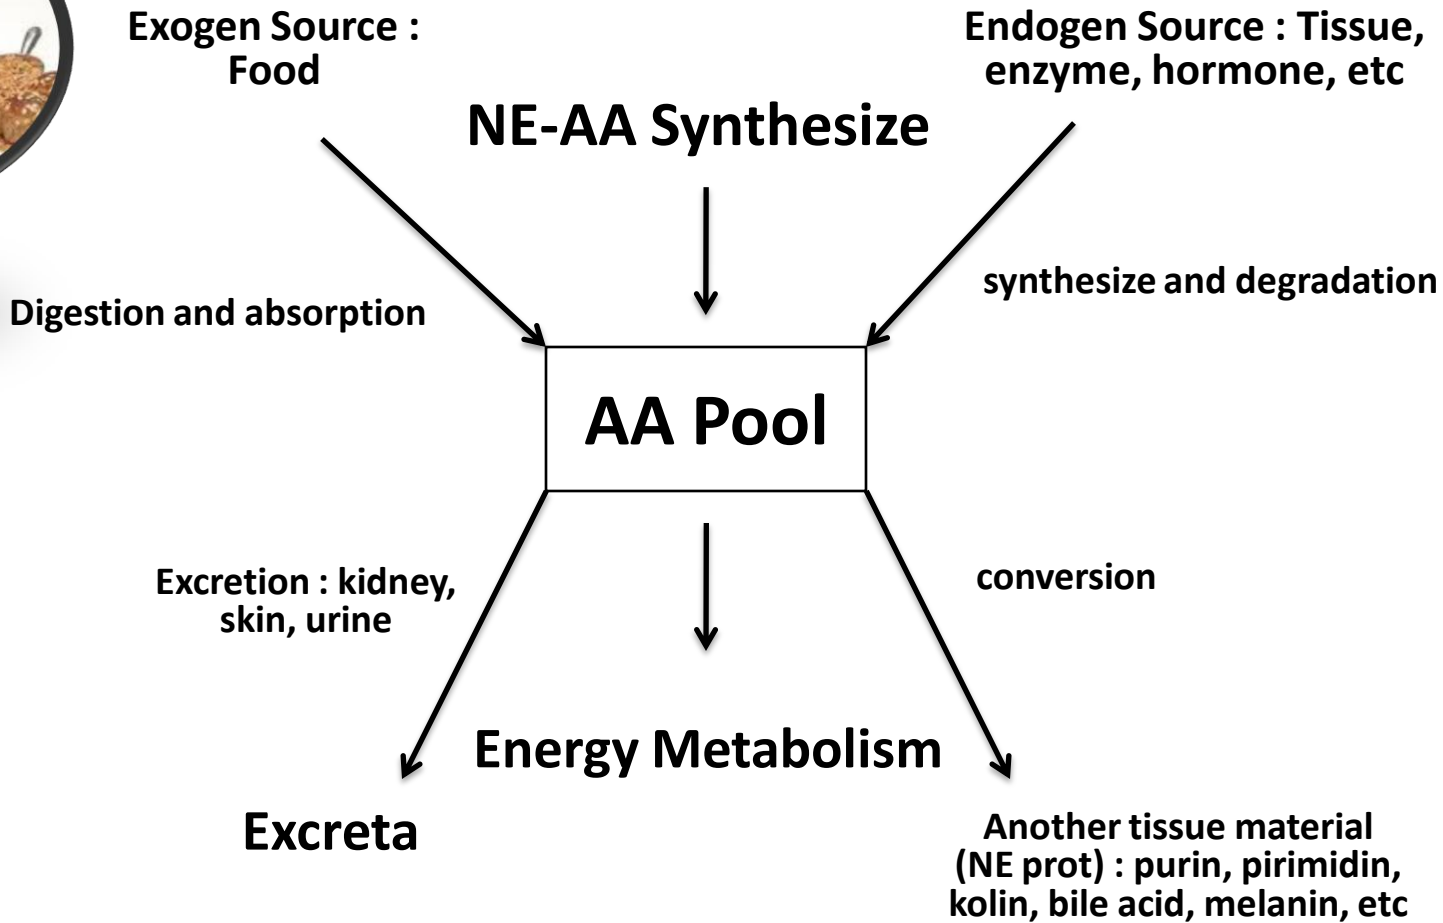 Exogen Source :
Food
Endogen Source : Tissue,
enzyme, hormone, etc
NE-AA Synthesize
Digestion and absorption
synthesize and degradation
AA Pool
Excretion : kidney,
skin, urine
conversion
Energy Metabolism
Excreta
Another tissue material
(NE prot) : purin, pirimidin,
kolin, bile acid, melanin, etc